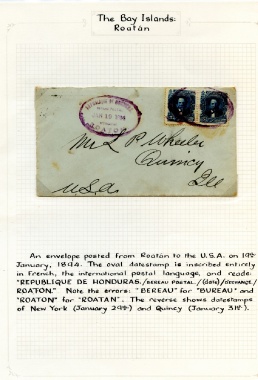 The Bay Islands:
Roatán
Mr L P Wheeler
Quincy
Ill
U.S.A.
An envelope posted from Roatán to the U.S.A. on 19th
January, 1894. The oval datestamp is inscribed entirely
in French, the international postal language, and reads:
"REPUBLIQUE DE HONDURAS./BEREAU POSTAL./(date)/DECHANGE./
ROATON." Note the errors: "BEREAU" for "BUREAU" and
"ROATON" for "ROATAN". The reverse shows datestamps
of New York (January 29th) and Quincy (January 31st).